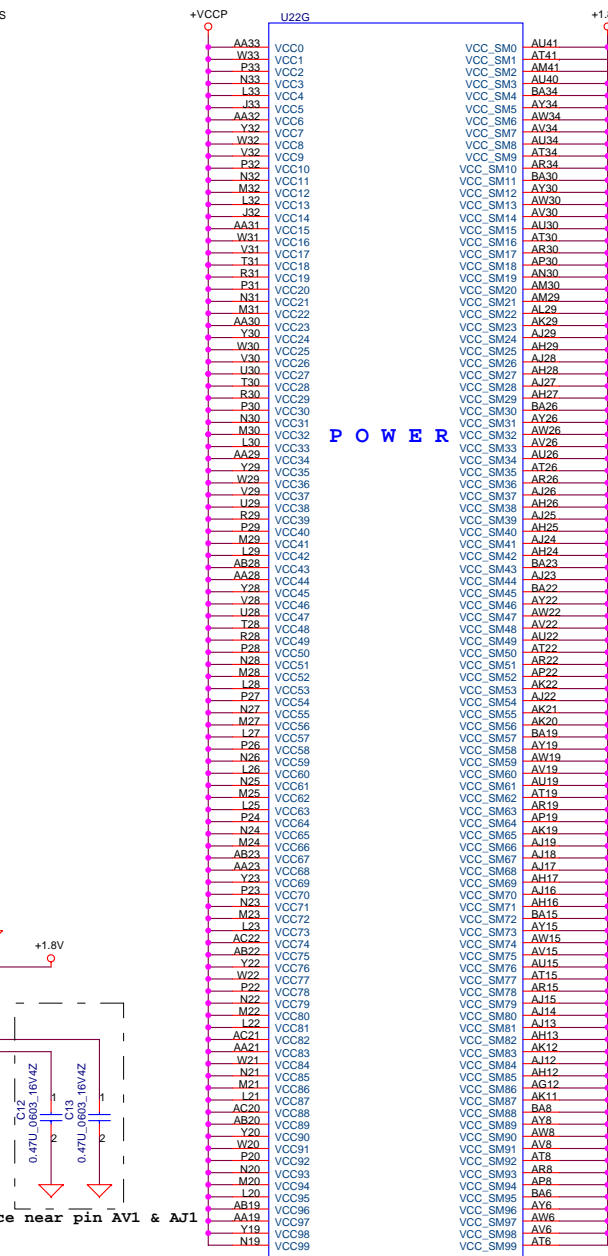 +VCCP U22G
AA33 VCC0 VCC_SM0 AU41
W33 VCC1 VCC_SM1 AT41
P33 VCC2 VCC_SM2 AM41
N33 VCC3 VCC_SM3 AU40
L33 VCC4 VCC_SM4 BA34
J33 VCC5 VCC_SM5 AY34
AA32 VCC6 VCC_SM6 AW34
Y32 VCC7 VCC_SM7 AV34
W32 VCC8 VCC_SM8 AU34
V32 VCC9 VCC_SM9 AT34
P32 VCC10 VCC_SM10 AR34
N32 VCC11 VCC_SM11 BA30
M32 VCC12 VCC_SM12 AY30
L32 VCC13 VCC_SM13 AW30
J32 VCC14 VCC_SM14 AV30
AA31 VCC15 VCC_SM15 AU30
W31 VCC16 VCC_SM16 AT30
V31 VCC17 VCC_SM17 AR30
T31 VCC18 VCC_SM18 AP30
R31 VCC19 VCC_SM19 AN30
P31 VCC20 VCC_SM20 AM30
N31 VCC21 VCC_SM21 AM29
M31 VCC22 VCC_SM22 AL29
AA30 VCC23 VCC_SM23 AK29
Y30 VCC24 VCC_SM24 AJ29
W30 VCC25 VCC_SM25 AH29
V30 VCC26 VCC_SM26 AJ28
U30 VCC27 VCC_SM27 AH28
T30 VCC28 VCC_SM28 AJ27
R30 VCC29 VCC_SM29 AH27
P30 VCC30 VCC_SM30 BA26
N30 VCC31 VCC_SM31 AY26
M30 VCC32 P O W E R VCC_SM32 AW26
L30 VCC33 VCC_SM33 AV26
AA29 VCC34 VCC_SM34 AU26
Y29 VCC35 VCC_SM35 AT26
W29 VCC36 VCC_SM36 AR26
V29 VCC37 VCC_SM37 AJ26
U29 VCC38 VCC_SM38 AH26
R29 VCC39 VCC_SM39 AJ25
P29 VCC40 VCC_SM40 AH25
M29 VCC41 VCC_SM41 AJ24
L29 VCC42 VCC_SM42 AH24
AB28 VCC43 VCC_SM43 BA23
AA28 VCC44 VCC_SM44 AJ23
Y28 VCC45 VCC_SM45 BA22
V28 VCC46 VCC_SM46 AY22
U28 VCC47 VCC_SM47 AW22
T28 VCC48 VCC_SM48 AV22
R28 VCC49 VCC_SM49 AU22
P28 VCC50 VCC_SM50 AT22
N28 VCC51 VCC_SM51 AR22
M28 VCC52 VCC_SM52 AP22
L28 VCC53 VCC_SM53 AK22
P27 VCC54 VCC_SM54 AJ22
N27 VCC55 VCC_SM55 AK21
M27 VCC56 VCC_SM56 AK20
L27 VCC57 VCC_SM57 BA19
P26 VCC58 VCC_SM58 AY19
N26 VCC59 VCC_SM59 AW19
L26 VCC60 VCC_SM60 AV19
N25 VCC61 VCC_SM61 AU19
M25 VCC62 VCC_SM62 AT19
L25 VCC63 VCC_SM63 AR19
P24 VCC64 VCC_SM64 AP19
N24 VCC65 VCC_SM65 AK19
M24 VCC66 VCC_SM66 AJ19
AB23 VCC67 VCC_SM67 AJ18
AA23 VCC68 VCC_SM68 AJ17
Y23 VCC69 VCC_SM69 AH17
P23 VCC70 VCC_SM70 AJ16
N23 VCC71 VCC_SM71 AH16
M23 VCC72 VCC_SM72 BA15
L23 VCC73 VCC_SM73 AY15
AC22 VCC74 VCC_SM74 AW15
AB22 VCC75 VCC_SM75 AV15
Y22 VCC76 VCC_SM76 AU15
W22 VCC77 VCC_SM77 AT15
P22 VCC78 VCC_SM78 AR15
N22 VCC79 VCC_SM79 AJ15
M22 VCC80 VCC_SM80 AJ14
L22 VCC81 VCC_SM81 AJ13
AC21 VCC82 VCC_SM82 AH13
AA21 VCC83 VCC_SM83 AK12
W21 VCC84 VCC_SM84 AJ12
N21 VCC85 VCC_SM85 AH12
M21 VCC86 VCC_SM86 AG12
L21 VCC87 VCC_SM87 AK11
AC20 VCC88 VCC_SM88 BA8
AB20 VCC89 VCC_SM89 AY8
Y20 VCC90 VCC_SM90 AW8
W20 VCC91 VCC_SM91 AV8
P20 VCC92 VCC_SM92 AT8
N20 VCC93 VCC_SM93 AR8
M20 VCC94 VCC_SM94 AP8
L20 VCC95 VCC_SM95 BA6
AB19 VCC96 VCC_SM96 AY6
AA19 VCC97 VCC_SM97 AW6
Y19 VCC98 VCC_SM98 AV6
N19 VCC99 VCC_SM99 AT6
+1.8V
C12
0.47U_0603_16V4Z
1
2
C13
0.47U_0603_16V4Z
1
2
near pin AV1 & AJ1